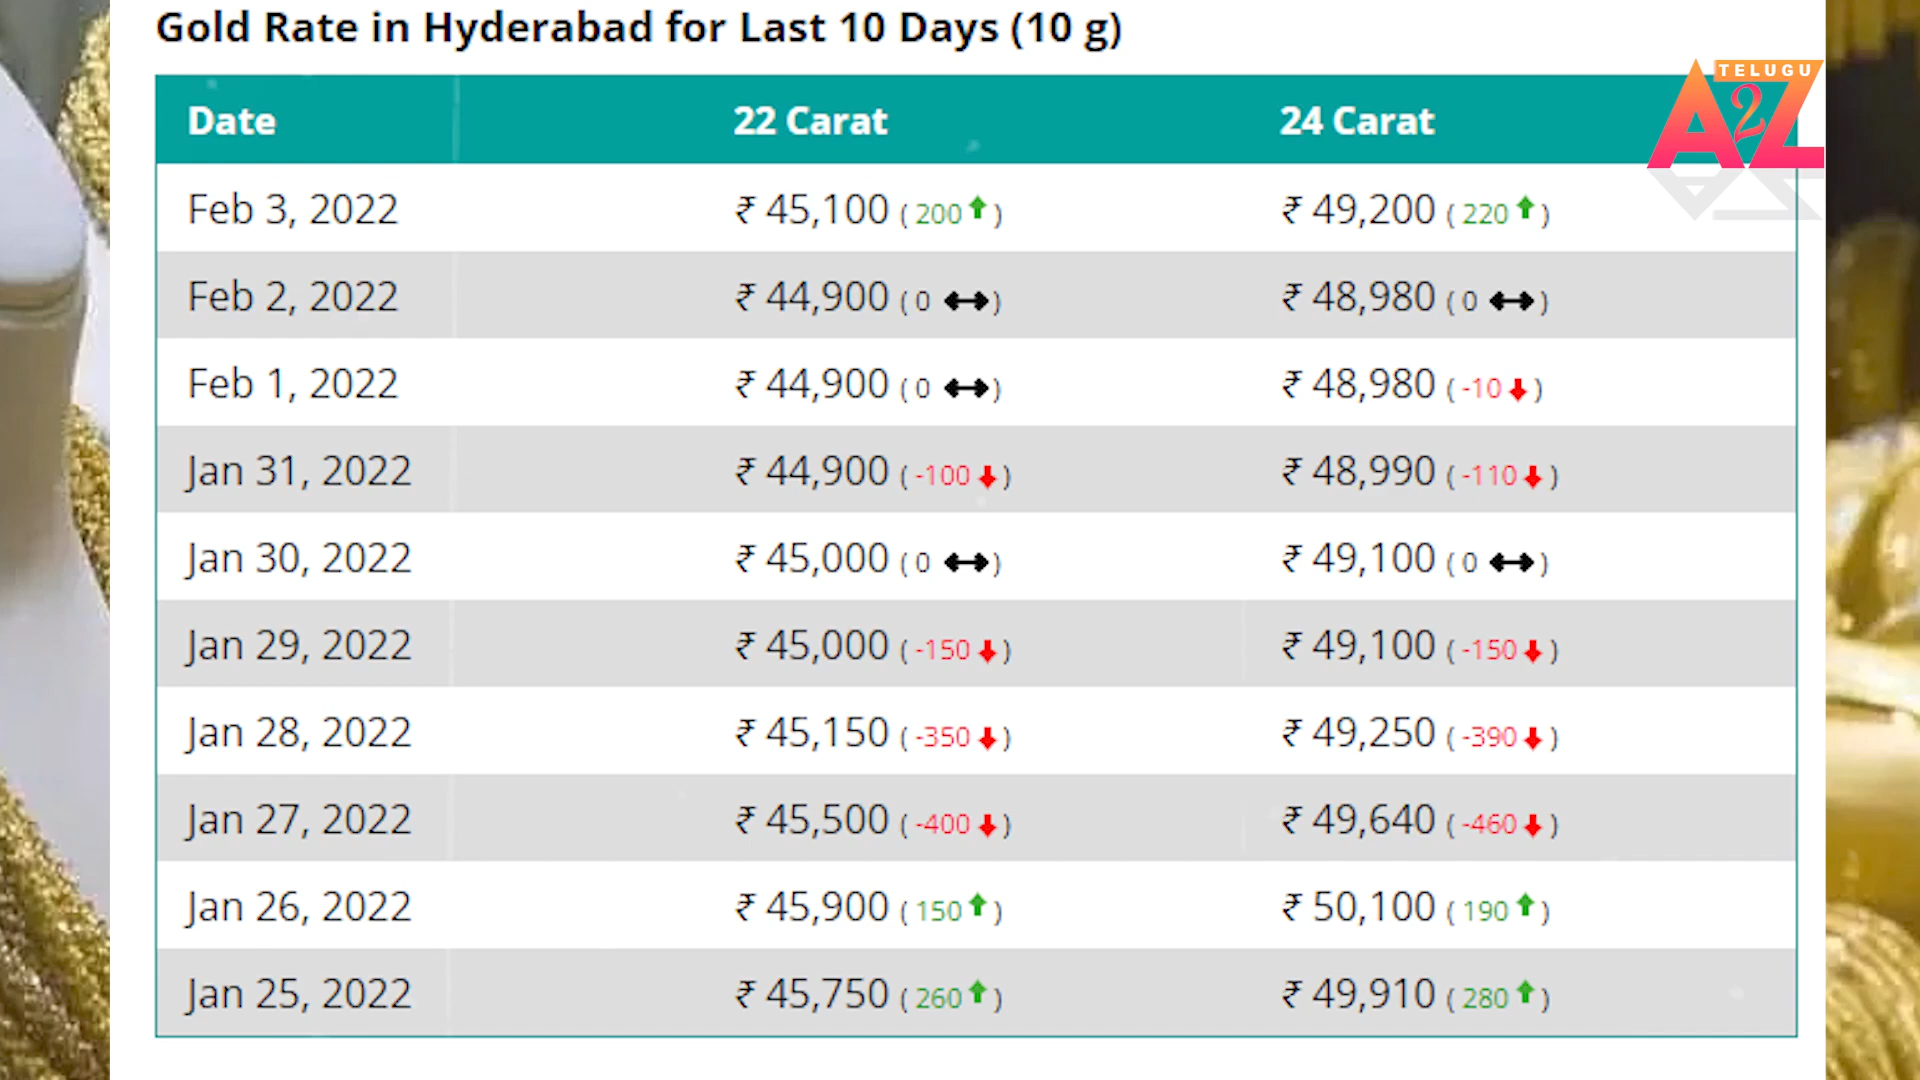 Gold Rate in Hyderabad for Last 10 Days (10 g)
TELUGU
A2Z
Date 22 Carat 24 Carat
Feb 3, 2022 ₹ 45,100 ( 200 ⬆ ) ₹ 49,200 ( 220 ⬆ )
Feb 2, 2022 ₹ 44,900 ( 0 ↔ ) ₹ 48,980 ( 0 ↔ )
Feb 1, 2022 ₹ 44,900 ( 0 ↔ ) ₹ 48,980 ( -10 ⬇ )
Jan 31, 2022 ₹ 44,900 ( -100 ⬇ ) ₹ 48,990 ( -110 ⬇ )
Jan 30, 2022 ₹ 45,000 ( 0 ↔ ) ₹ 49,100 ( 0 ↔ )
Jan 29, 2022 ₹ 45,000 ( -150 ⬇ ) ₹ 49,100 ( -150 ⬇ )
Jan 28, 2022 ₹ 45,150 ( -350 ⬇ ) ₹ 49,250 ( -390 ⬇ )
Jan 27, 2022 ₹ 45,500 ( -400 ⬇ ) ₹ 49,640 ( -460 ⬇ )
Jan 26, 2022 ₹ 45,900 ( 150 ⬆ ) ₹ 50,100 ( 190 ⬆ )
Jan 25, 2022 ₹ 45,750 ( 260 ⬆ ) ₹ 49,910 ( 280 ⬆ )